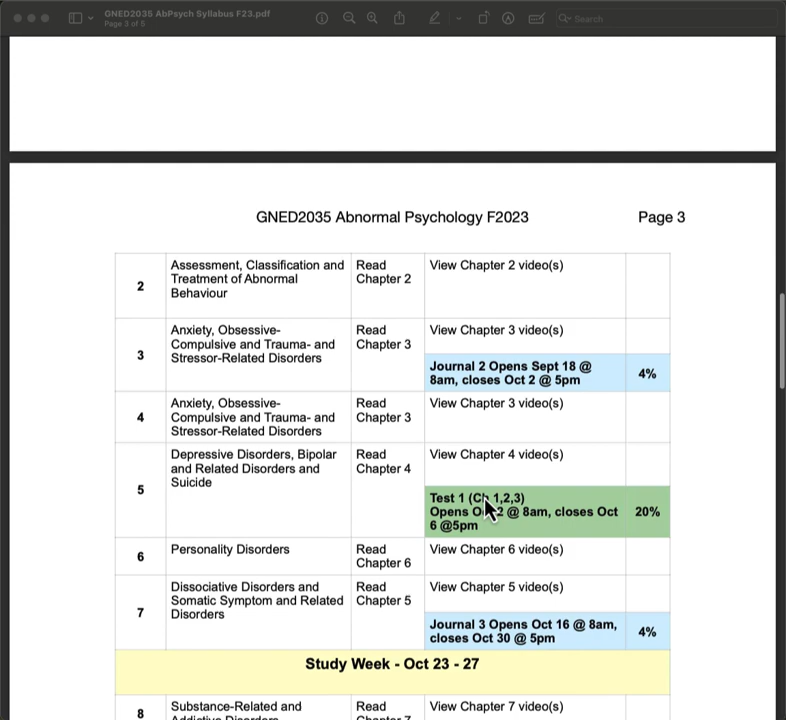 GNED2035 AbPsych Syllabus F23.pdf
Page 3 of 5
Search
GNED2035 Abnormal Psychology F2023
Page 3
2
Assessment, Classification and
Treatment of Abnormal
Behaviour
Read
Chapter 2
View Chapter 2 video(s)
3
Anxiety, Obsessive-
Compulsive and Trauma- and
Stressor-Related Disorders
Read
Chapter 3
View Chapter 3 video(s)
Journal 2 Opens Sept 18 @
8am, closes Oct 2 @ 5pm
4%
4
Anxiety, Obsessive-
Compulsive and Trauma- and
Stressor-Related Disorders
Read
Chapter 3
View Chapter 3 video(s)
5
Depressive Disorders, Bipolar
and Related Disorders and
Suicide
Read
Chapter 4
View Chapter 4 video(s)
Test 1 (Ch 1,2,3)
Opens Oct 2 @ 8am, closes Oct
6 @5pm
20%
6
Personality Disorders
Read
Chapter 6
View Chapter 6 video(s)
7
Dissociative Disorders and
Somatic Symptom and Related
Disorders
Read
Chapter 5
View Chapter 5 video(s)
Journal 3 Opens Oct 16 @ 8am,
closes Oct 30 @ 5pm
4%
Study Week - Oct 23 - 27
8
Substance-Related and
Addictive Disorders
Read
Chapter 7
View Chapter 7 video(s)